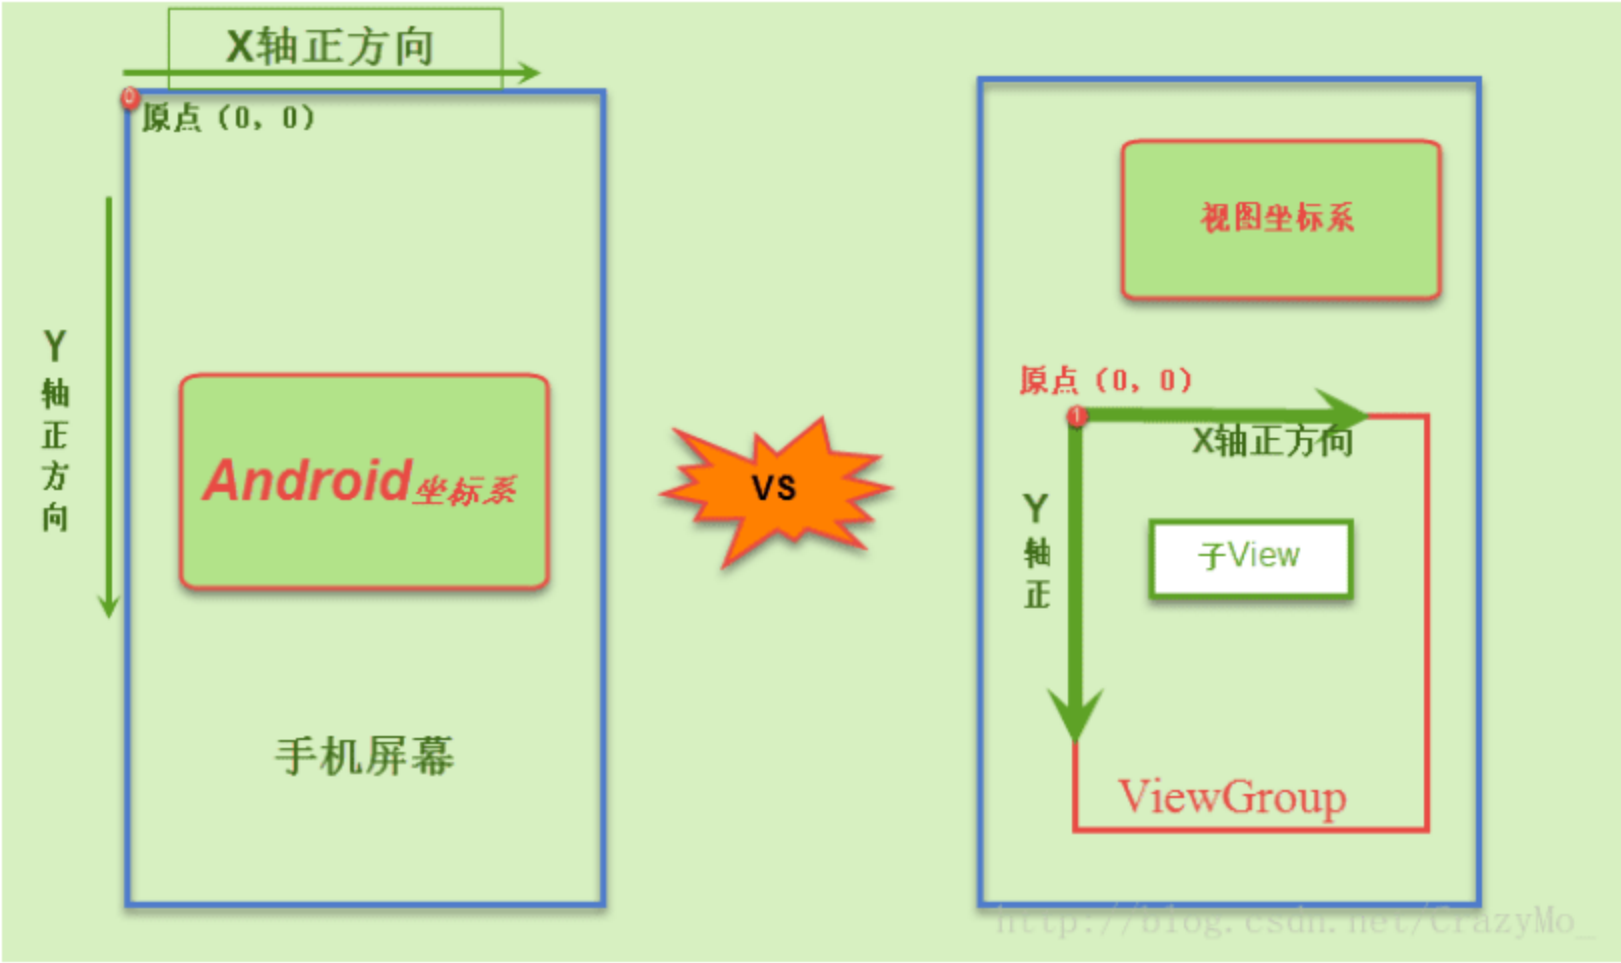 X轴正方向
0
原点（0，0）
Y
轴
正
方
向
Android坐标系
手机屏幕
VS
视图坐标系
原点（0，0）
1
X轴正方向
Y
轴
正
子View
ViewGroup
http://blog.csdn.net/CrazyMo_